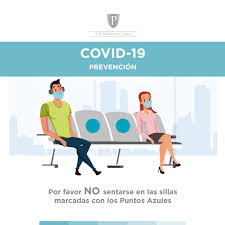 P
COVID-19
PREVENCIÓN
Por favor NO sentarse en las sillas
marcadas con los Puntos Azules